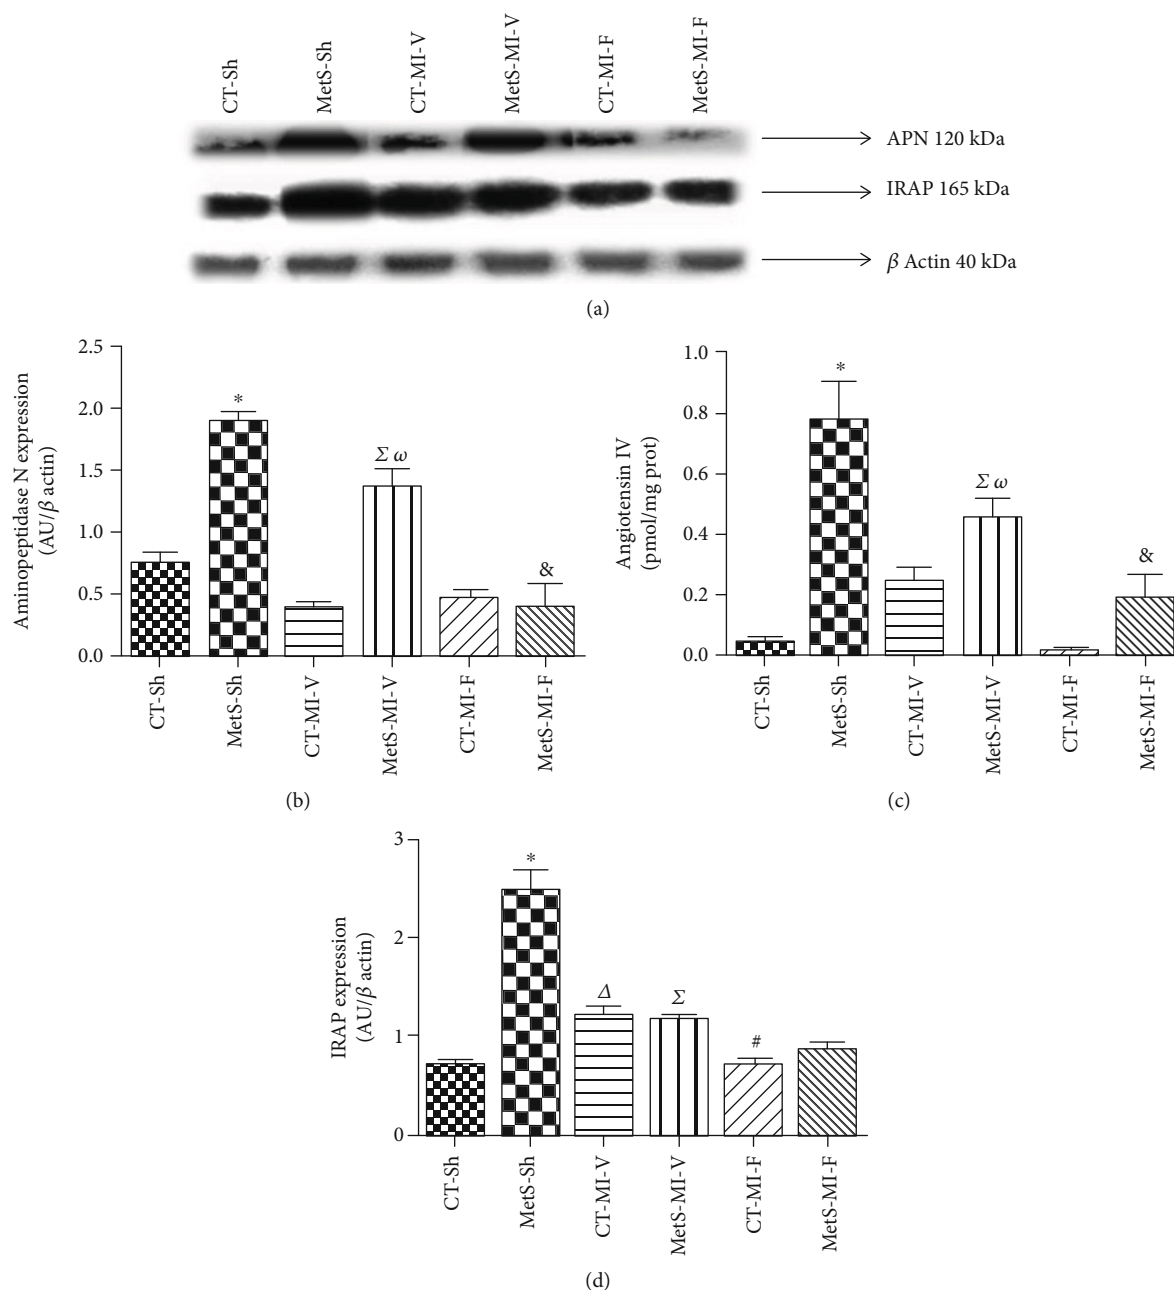 CT-Sh
MetS-Sh
CT-MI-V
MetS-MI-V
CT-MI-F
MetS-MI-F
APN 120 kDa
IRAP 165 kDa
β Actin 40 kDa
(a)
Aminopeptidase N expression
(AU/β actin)
2.5
2.0
1.5
1.0
0.5
0.0
*
Σ ω
&
CT-Sh
MetS-Sh
CT-MI-V
MetS-MI-V
CT-MI-F
MetS-MI-F
(b)
Angiotensin IV
(pmol/mg prot)
1.0
0.8
0.6
0.4
0.2
0.0
*
Σ ω
&
CT-Sh
MetS-Sh
CT-MI-V
MetS-MI-V
CT-MI-F
MetS-MI-F
(c)
IRAP expression
(AU/β actin)
3
2
1
0
*
Δ
Σ
#
CT-Sh
MetS-Sh
CT-MI-V
MetS-MI-V
CT-MI-F
MetS-MI-F
(d)